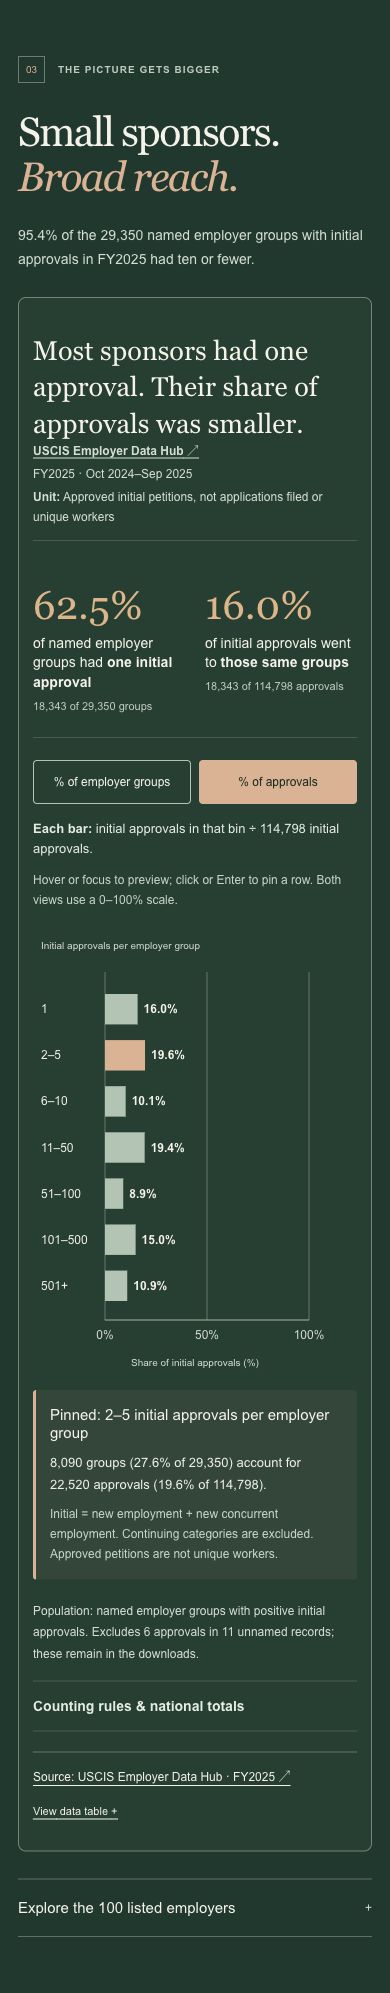 03 THE PICTURE GETS BIGGER
Small sponsors.
Broad reach.
95.4% of the 29,350 named employer groups with initial
approvals in FY2025 had ten or fewer.
Most sponsors had one
approval. Their share of
approvals was smaller.
USCIS Employer Data Hub ↗
FY2025 · Oct 2024–Sep 2025
Unit: Approved initial petitions, not applications filed or
unique workers
62.5%
of named employer
groups had one initial
approval
18,343 of 29,350 groups
16.0%
of initial approvals went
to those same groups
18,343 of 114,798 approvals
% of employer groups
% of approvals
Each bar: initial approvals in that bin ÷ 114,798 initial
approvals.
Hover or focus to preview; click or Enter to pin a row. Both
views use a 0–100% scale.
Initial approvals per employer group
1 16.0%
2–5 19.6%
6–10 10.1%
11–50 19.4%
51–100 8.9%
101–500 15.0%
501+ 10.9%
0% 50% 100%
Share of initial approvals (%)
Pinned: 2–5 initial approvals per employer
group
8,090 groups (27.6% of 29,350) account for
22,520 approvals (19.6% of 114,798).
Initial = new employment + new concurrent
employment. Continuing categories are excluded.
Approved petitions are not unique workers.
Population: named employer groups with positive initial
approvals. Excludes 6 approvals in 11 unnamed records;
these remain in the downloads.
Counting rules & national totals
Source: USCIS Employer Data Hub · FY2025 ↗
View data table +
Explore the 100 listed employers +